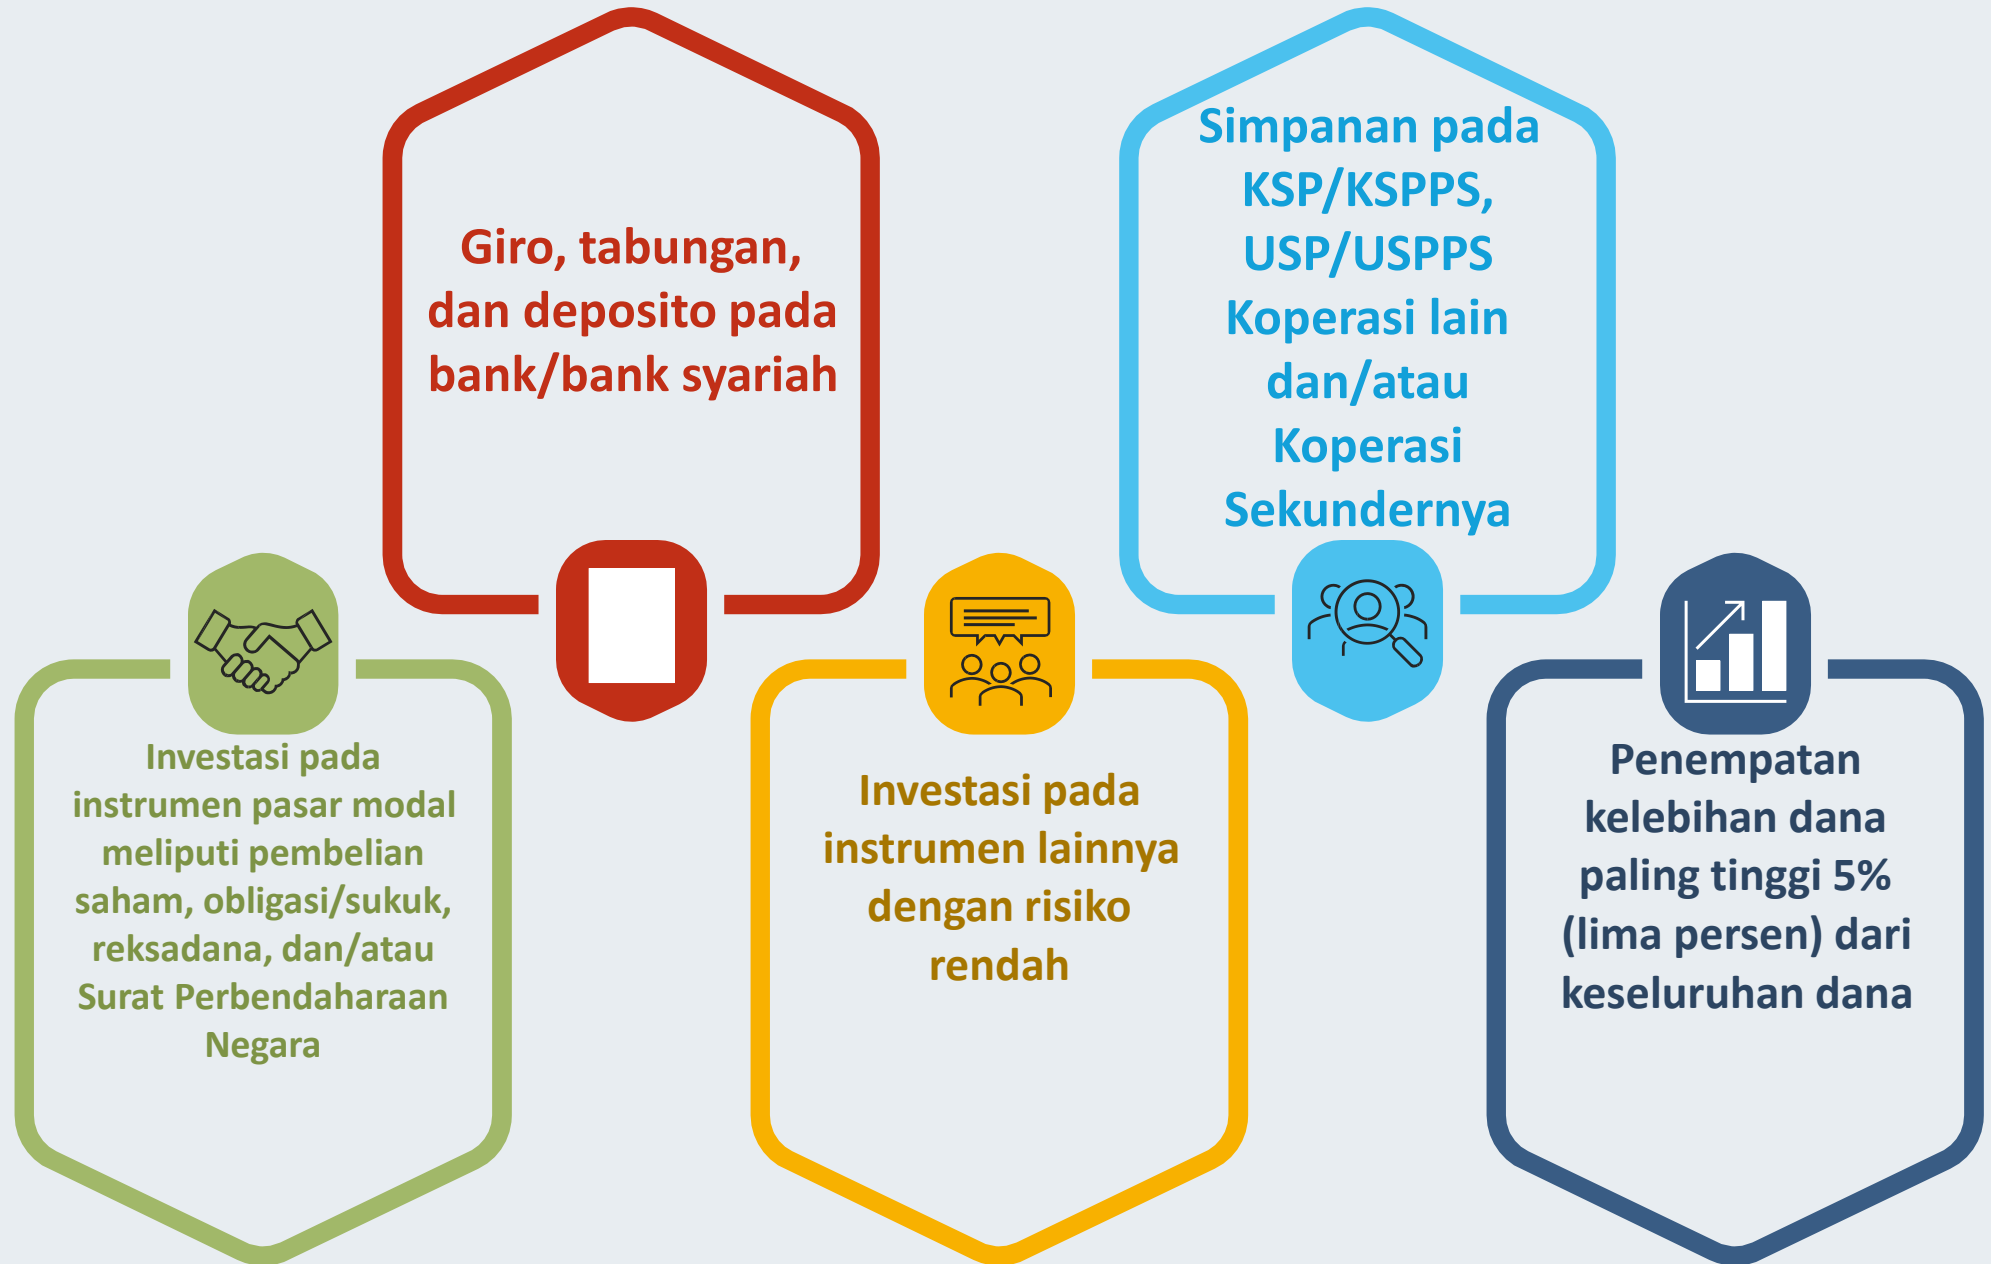 Giro, tabungan,
dan deposito pada
bank/bank syariah
Simpanan pada
KSP/KSPPS,
USP/USPPS
Koperasi lain
dan/atau
Koperasi
Sekundernya
Investasi pada
instrumen pasar modal
meliputi pembelian
saham, obligasi/sukuk,
reksadana, dan/atau
Surat Perbendaharaan
Negara
Investasi pada
instrumen lainnya
dengan risiko
rendah
Penempatan
kelebihan dana
paling tinggi 5%
(lima persen) dari
keseluruhan dana